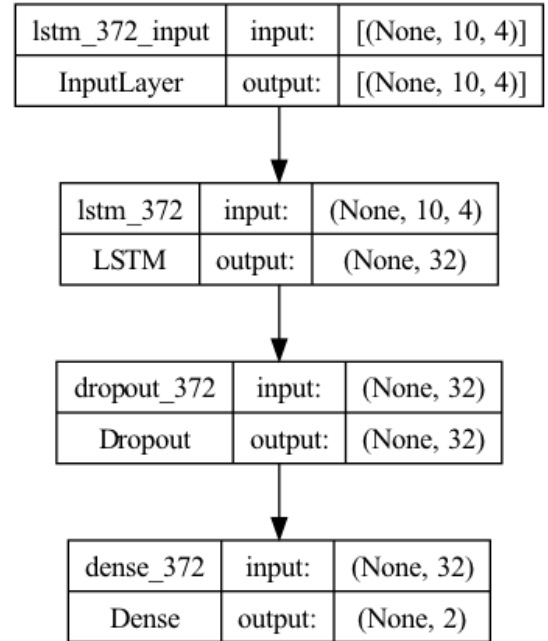 lstm_372_input input: [(None, 10, 4)]
InputLayer output: [(None, 10, 4)]
lstm_372 input: (None, 10, 4)
LSTM output: (None, 32)
dropout_372 input: (None, 32)
Dropout output: (None, 32)
dense_372 input: (None, 32)
Dense output: (None, 2)